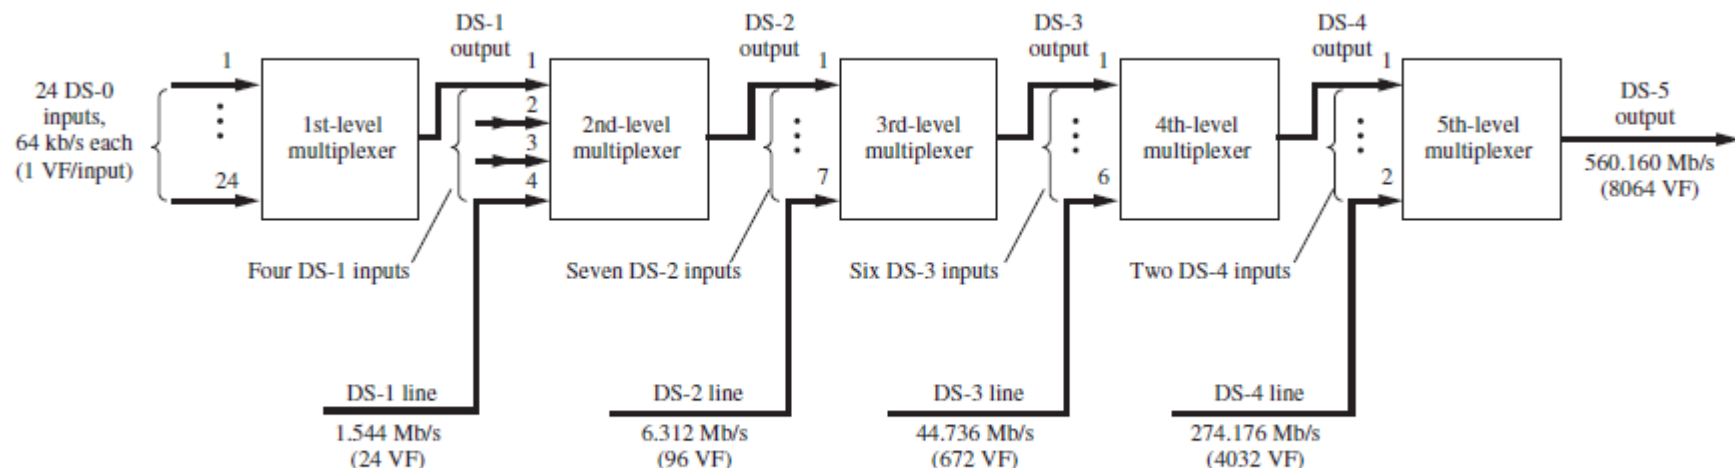 DS-1
output
DS-2
output
DS-3
output
DS-4
output
24 DS-0
inputs,
64 kb/s each
(1 VF/input)
1
24
1st-level
multiplexer
1
2
3
4
2nd-level
multiplexer
1
7
3rd-level
multiplexer
1
6
4th-level
multiplexer
1
2
5th-level
multiplexer
DS-5
output
560.160 Mb/s
(8064 VF)
Four DS-1 inputs
Seven DS-2 inputs
Six DS-3 inputs
Two DS-4 inputs
DS-1 line
1.544 Mb/s
(24 VF)
DS-2 line
6.312 Mb/s
(96 VF)
DS-3 line
44.736 Mb/s
(672 VF)
DS-4 line
274.176 Mb/s
(4032 VF)